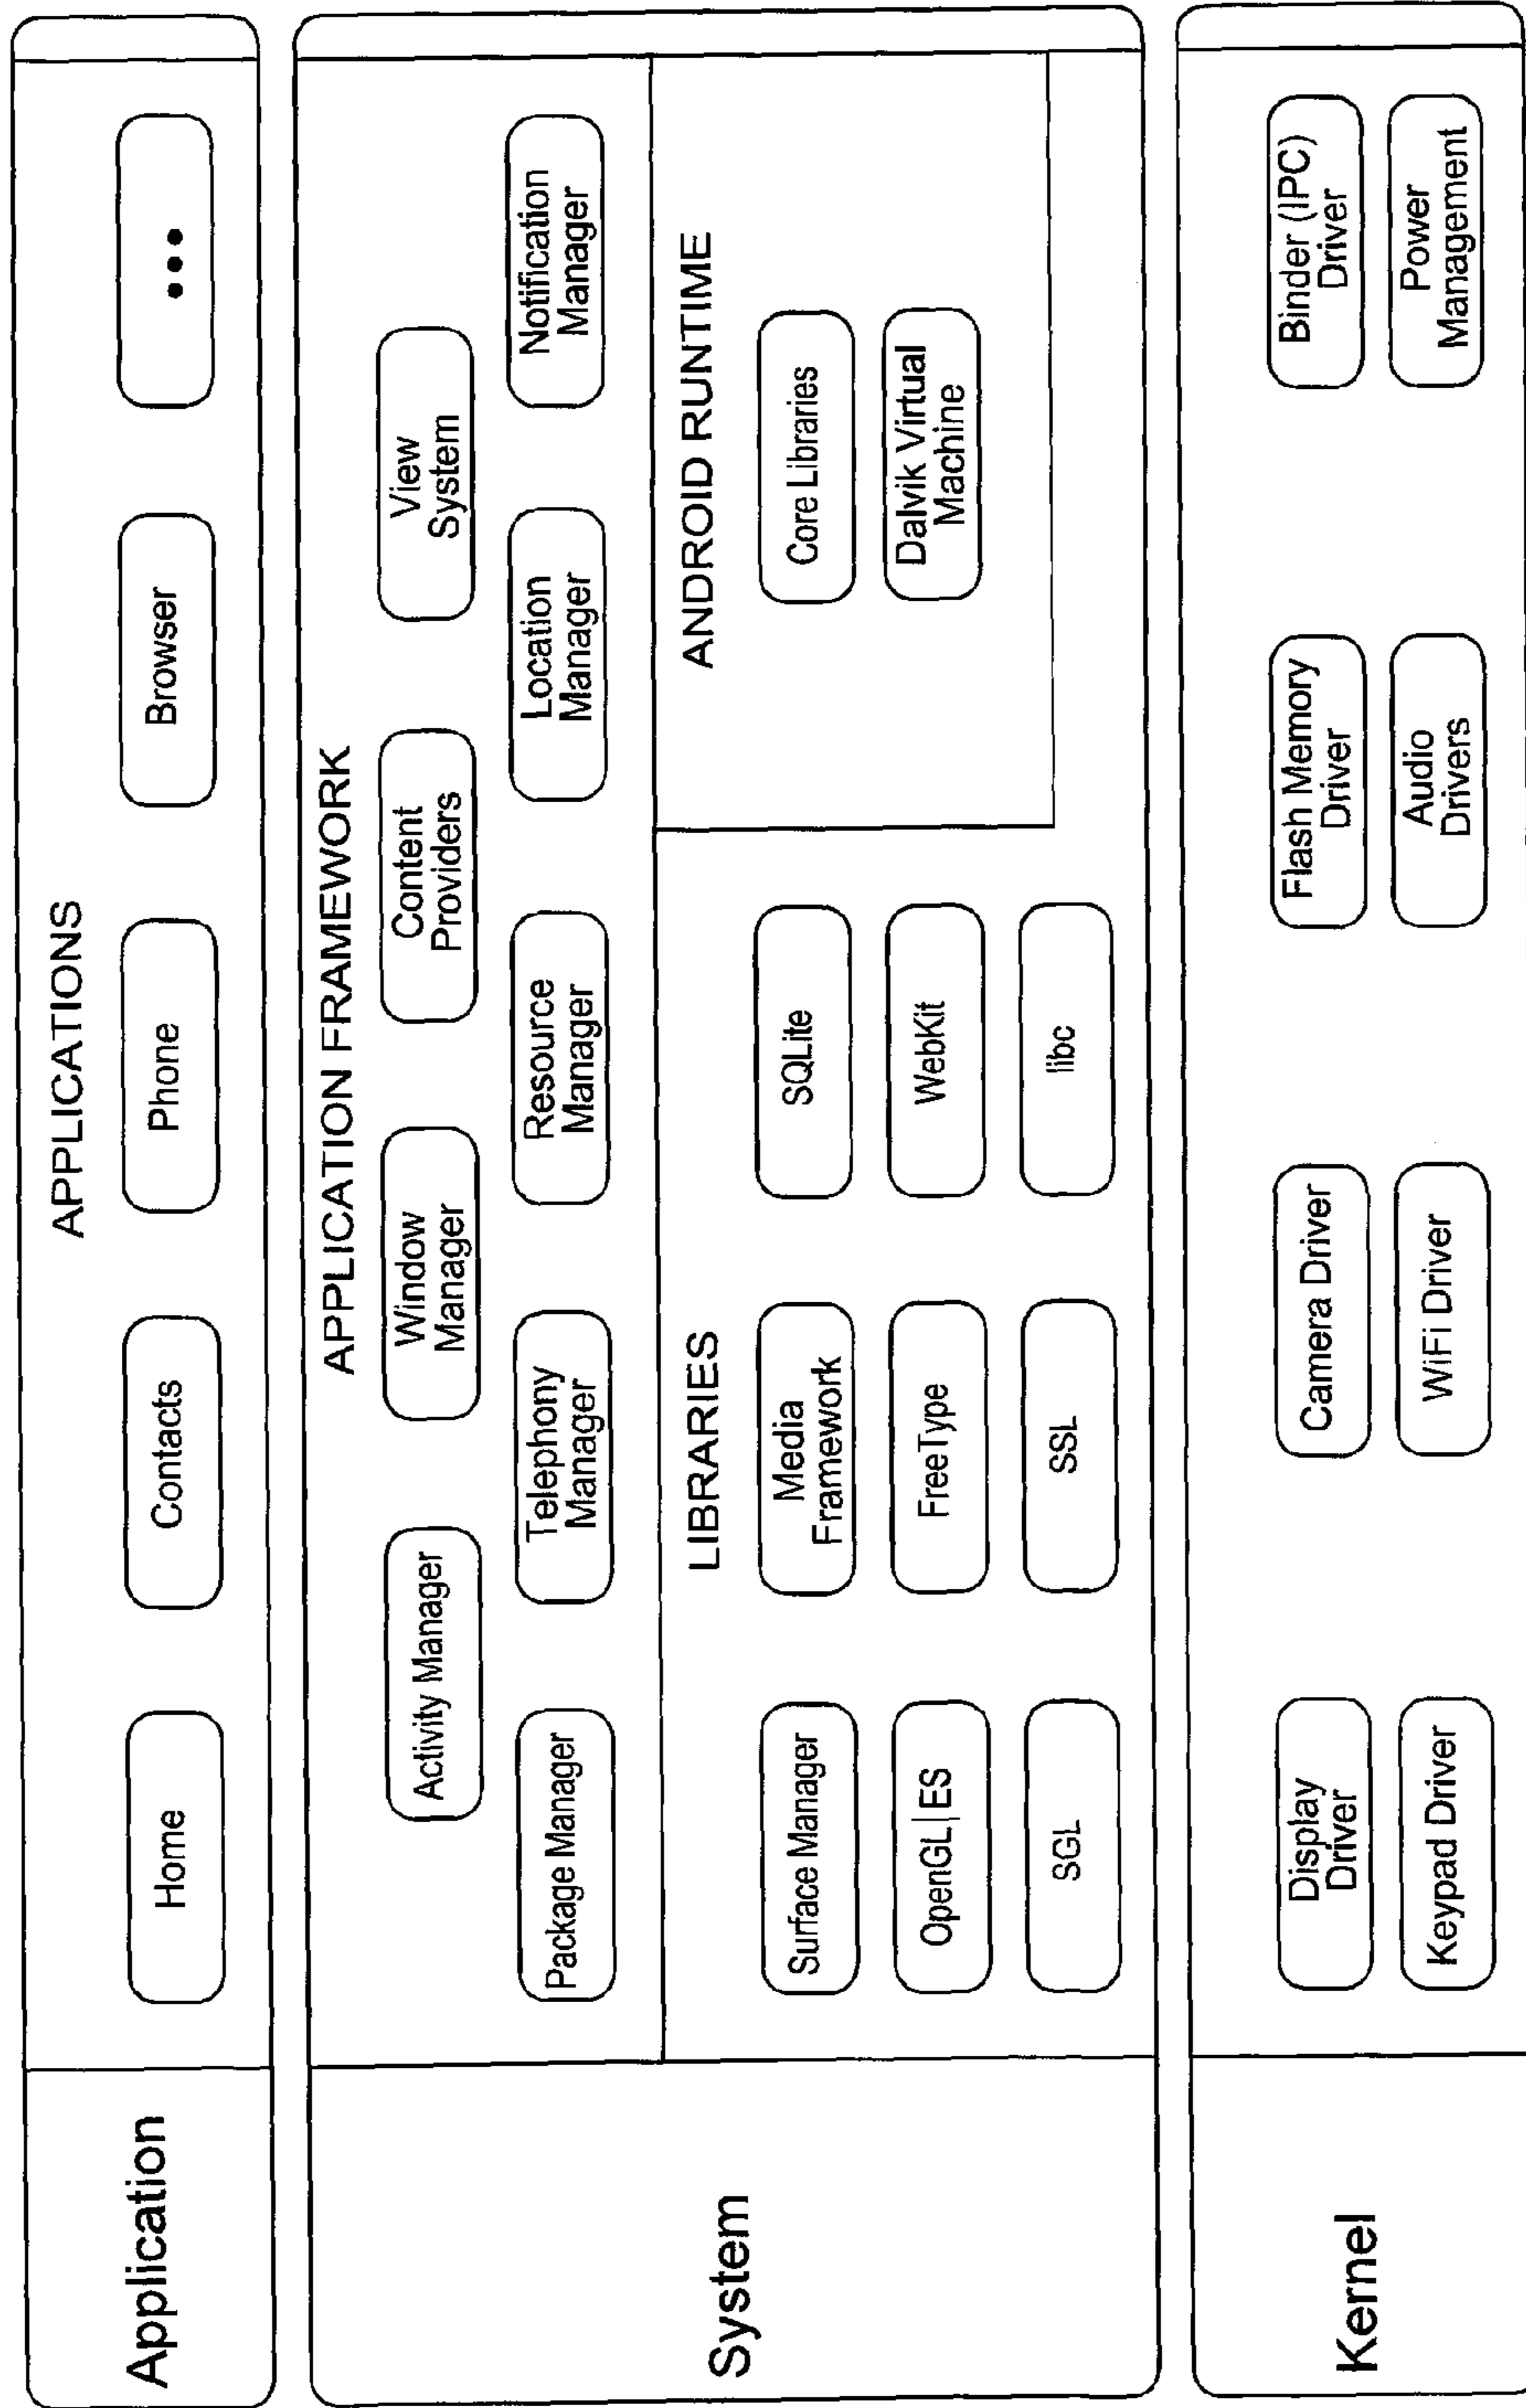 Application
APPLICATIONS
Home
Contacts
Phone
Browser
...
System
APPLICATION FRAMEWORK
Activity Manager
Window
Manager
Content
Providers
View
System
Package Manager
Telephony
Manager
Resource
Manager
Location
Manager
Notification
Manager
LIBRARIES
Surface Manager
Media
Framework
SQLite
OpenGL|ES
FreeType
WebKit
SGL
SSL
libc
ANDROID RUNTIME
Core Libraries
Dalvik Virtual
Machine
Kernel
Display
Driver
Camera Driver
Flash Memory
Driver
Binder (IPC)
Driver
Keypad Driver
WiFi Driver
Audio
Drivers
Power
Management